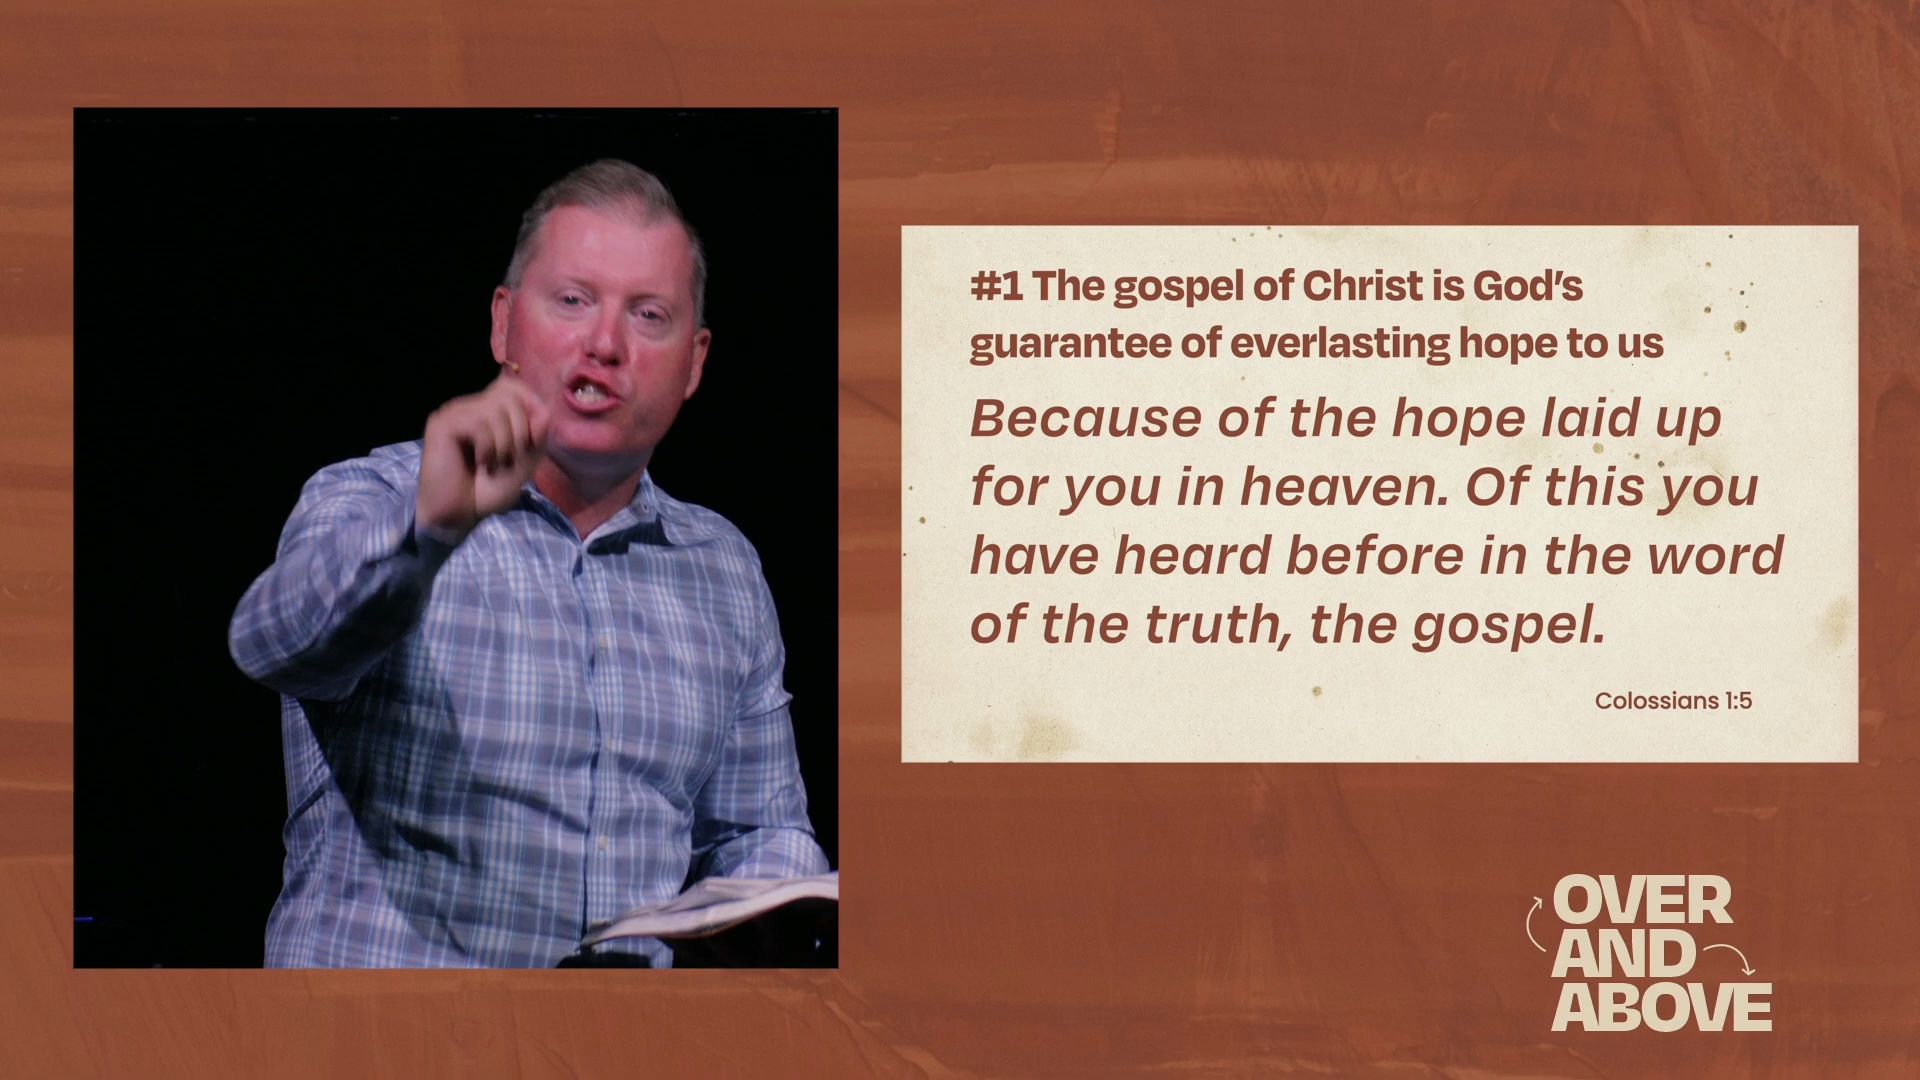 #1 The gospel of Christ is God’s
guarantee of everlasting hope to us
Because of the hope laid up
for you in heaven. Of this you
have heard before in the word
of the truth, the gospel.
Colossians 1:5
OVER
AND
ABOVE